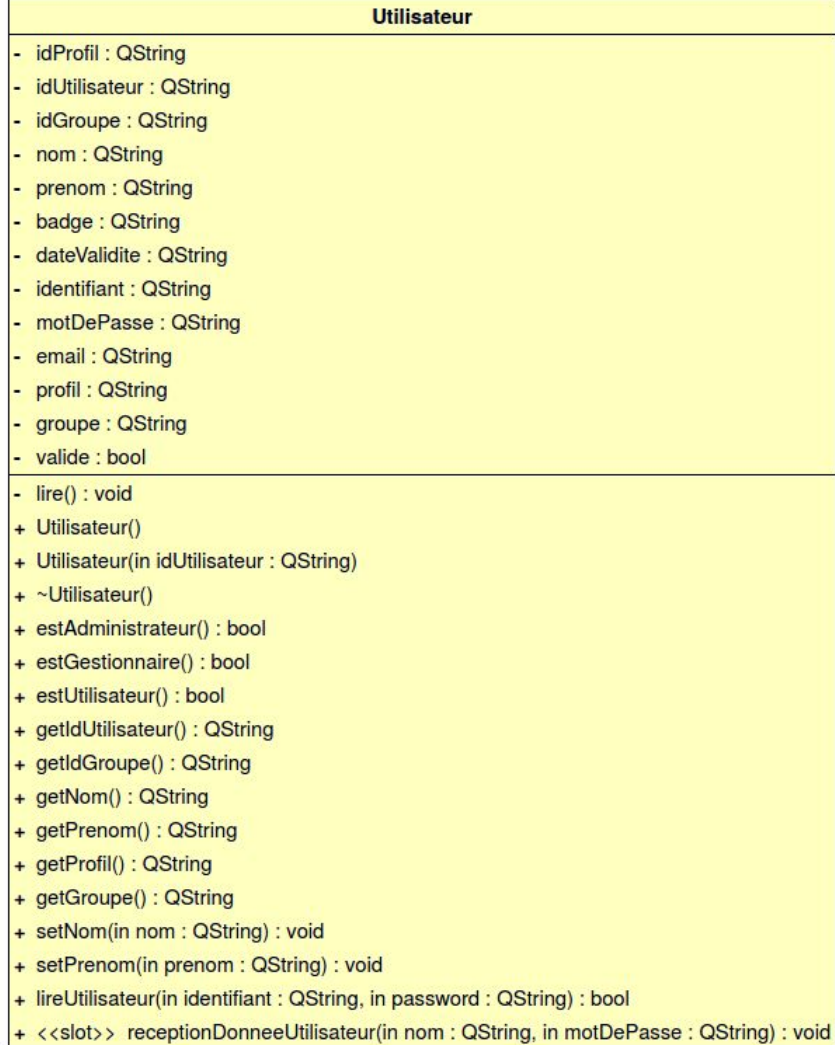 Utilisateur
- idProfil : QString
- idUtilisateur : QString
- idGroupe : QString
- nom : QString
- prenom : QString
- badge : QString
- dateValidite : QString
- identifiant : QString
- motDePasse : QString
- email : QString
- profil : QString
- groupe : QString
- valide : bool
- lire() : void
+ Utilisateur()
+ Utilisateur(in idUtilisateur : QString)
+ ~Utilisateur()
+ estAdministrateur() : bool
+ estGestionnaire() : bool
+ estUtilisateur() : bool
+ getIdUtilisateur() : QString
+ getIdGroupe() : QString
+ getNom() : QString
+ getPrenom() : QString
+ getProfil() : QString
+ getGroupe() : QString
+ setNom(in nom : QString) : void
+ setPrenom(in prenom : QString) : void
+ lireUtilisateur(in identifiant : QString, in password : QString) : bool
+ <<slot>> receptionDonneeUtilisateur(in nom : QString, in motDePasse : QString) : void